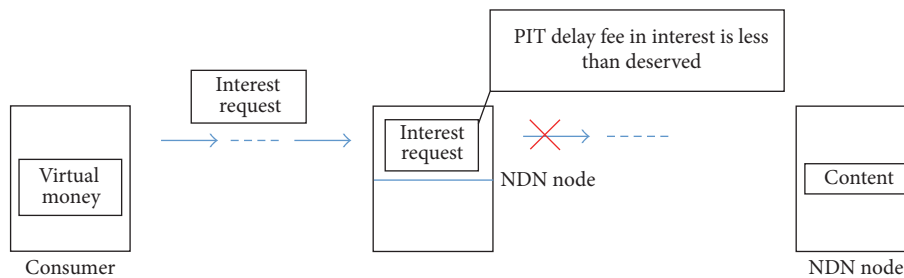 PIT delay fee in interest is less
than deserved
Interest
request
Interest
request
Virtual
money
NDN node
Content
Consumer
NDN node